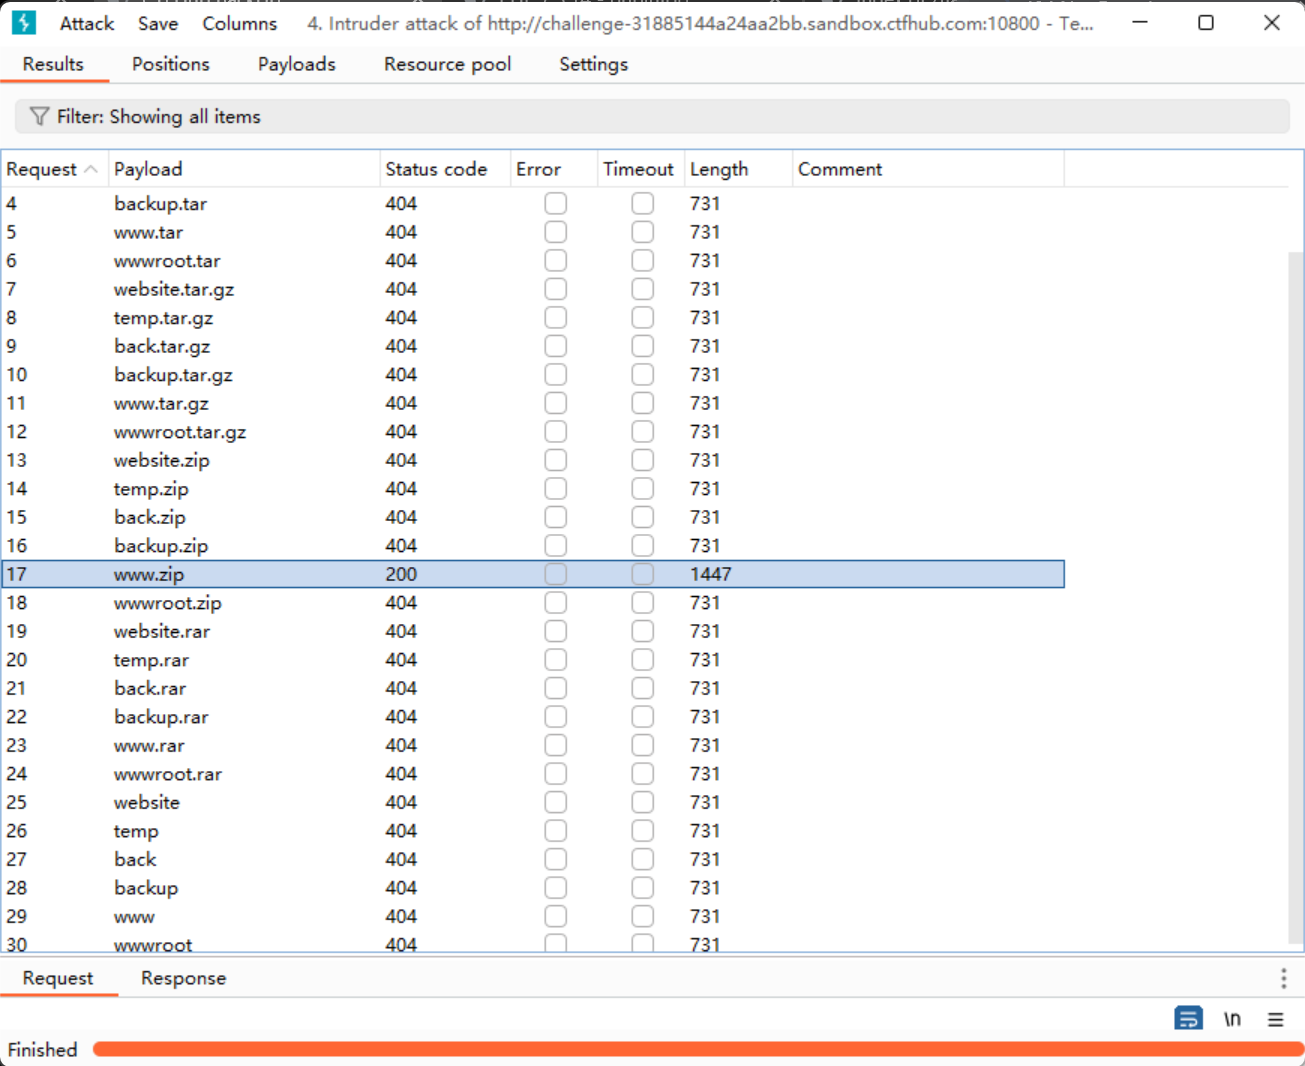 Attack Save Columns 4. Intruder attack of http://challenge-31885144a24aa2bb.sandbox.ctfhub.com:10800 - Te...
Results Positions Payloads Resource pool Settings
Filter: Showing all items
Request Payload Status code Error Timeout Length Comment
4 backup.tar 404 731
5 www.tar 404 731
6 wwwroot.tar 404 731
7 website.tar.gz 404 731
8 temp.tar.gz 404 731
9 back.tar.gz 404 731
10 backup.tar.gz 404 731
11 www.tar.gz 404 731
12 wwwroot.tar.gz 404 731
13 website.zip 404 731
14 temp.zip 404 731
15 back.zip 404 731
16 backup.zip 404 731
17 www.zip 200 1447
18 wwwroot.zip 404 731
19 website.rar 404 731
20 temp.rar 404 731
21 back.rar 404 731
22 backup.rar 404 731
23 www.rar 404 731
24 wwwroot.rar 404 731
25 website 404 731
26 temp 404 731
27 back 404 731
28 backup 404 731
29 www 404 731
30 wwwroot 404 731
Request Response
\n
Finished